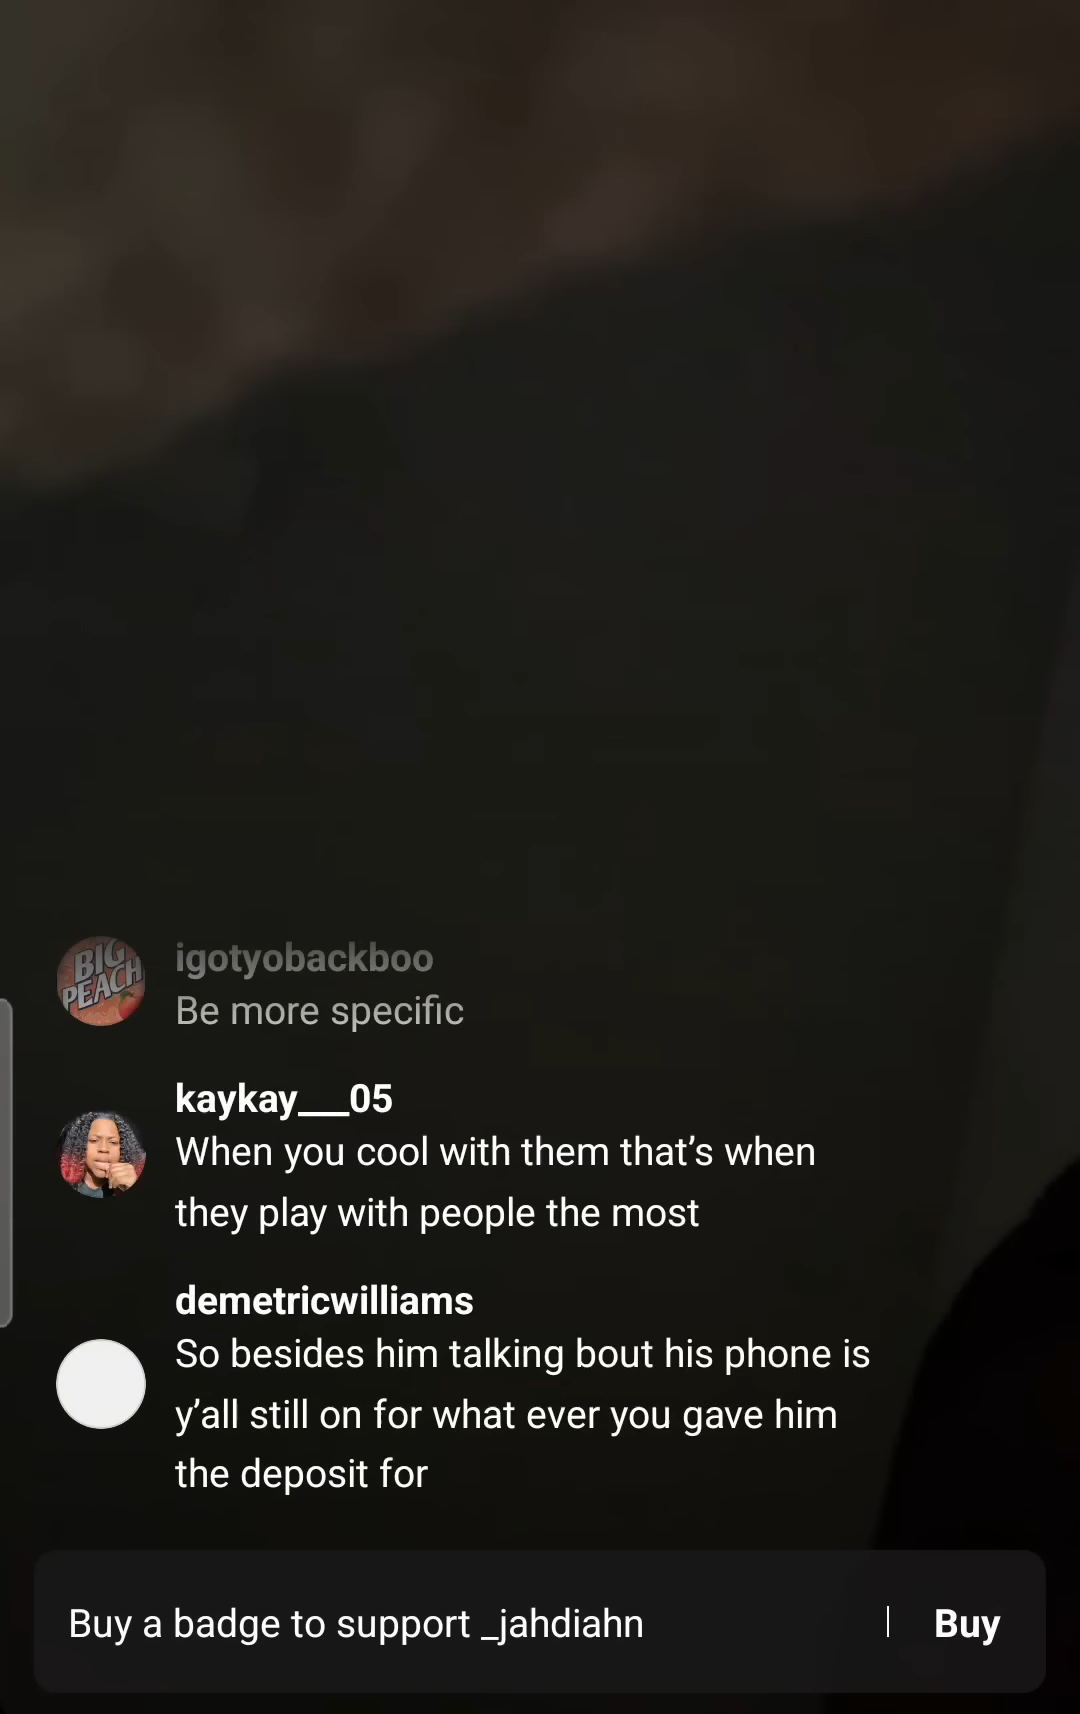 BIG
PEACH
igotyobackboo
Be more specific
kaykay___05
When you cool with them that’s when
they play with people the most
demetricwilliams
So besides him talking bout his phone is
y’all still on for what ever you gave him
the deposit for
Buy a badge to support _jahdiahn | Buy